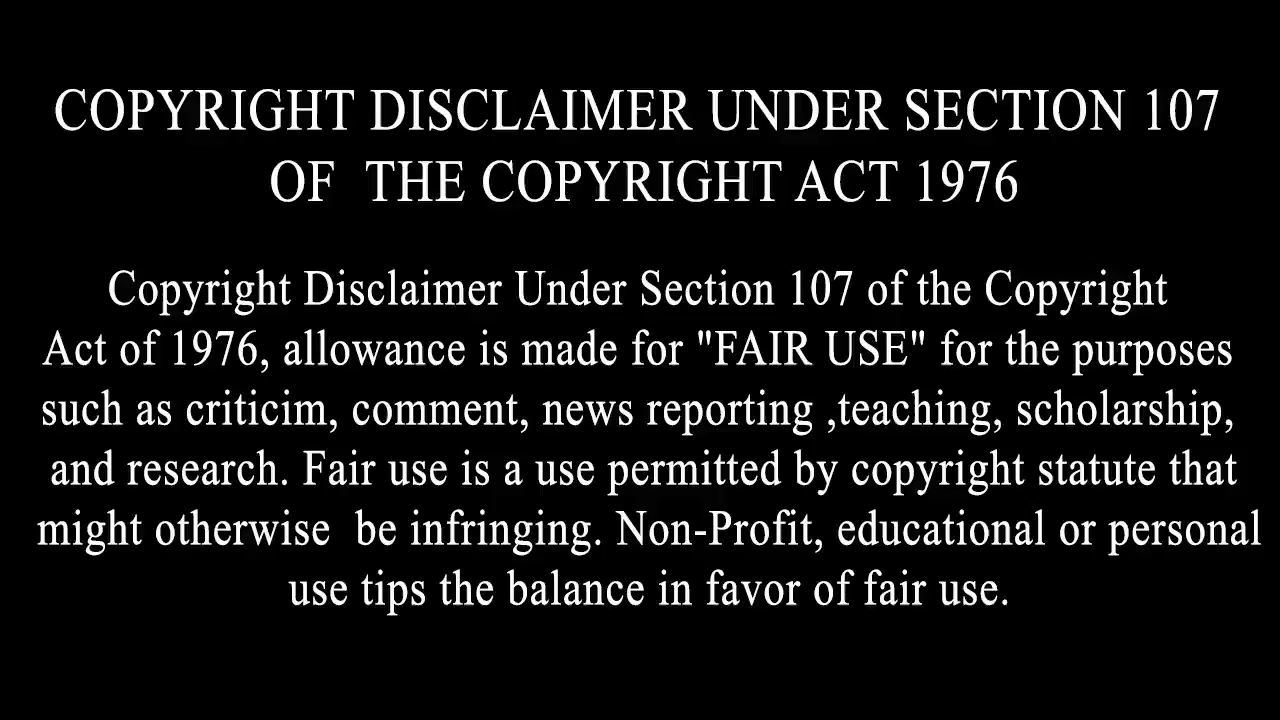 COPYRIGHT DISCLAIMER UNDER SECTION 107
OF THE COPYRIGHT ACT 1976
Copyright Disclaimer Under Section 107 of the Copyright
Act of 1976, allowance is made for "FAIR USE" for the purposes
such as criticim, comment, news reporting ,teaching, scholarship,
and research. Fair use is a use permitted by copyright statute that
might otherwise be infringing. Non-Profit, educational or personal
use tips the balance in favor of fair use.